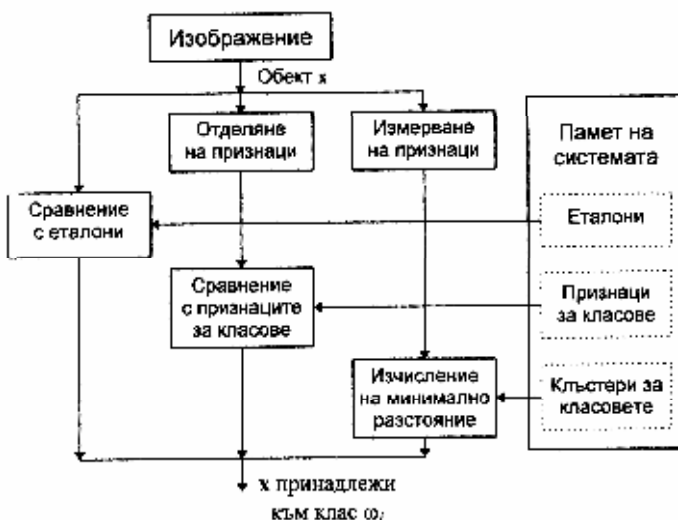 Изображение
Обект x
Отделяне
на признаци
Измерване
на признаци
Памет на
системата
Сравнение
с еталони
Еталони
Сравнение
с признаците
за класове
Признаци
за класове
Изчисление
на минимално
разстояние
Клъстери за
класовете
x принадлежи
към клас ωᵢ